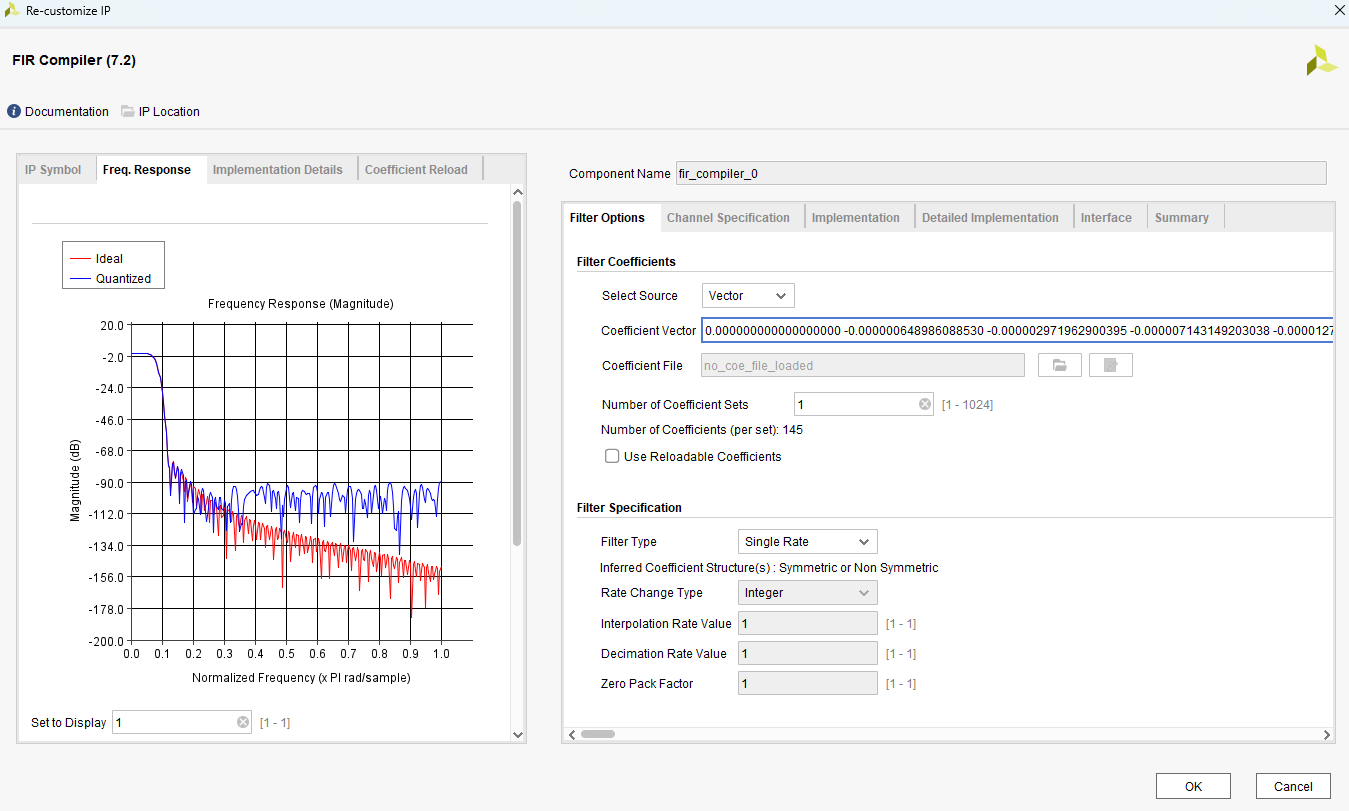 Re-customize IP
FIR Compiler (7.2)
Documentation IP Location
IP Symbol Freq. Response Implementation Details Coefficient Reload
Ideal
Quantized
Frequency Response (Magnitude)
Magnitude (dB)
20.0
-2.0
-24.0
-46.0
-68.0
-90.0
-112.0
-134.0
-156.0
-178.0
-200.0
0.0 0.1 0.2 0.3 0.4 0.5 0.6 0.7 0.8 0.9 1.0
Normalized Frequency (x PI rad/sample)
Set to Display 1 [1 - 1]
Component Name fir_compiler_0
Filter Options Channel Specification Implementation Detailed Implementation Interface Summary
Filter Coefficients
Select Source Vector
Coefficient Vector 0.000000000000000000 -0.000000648986088530 -0.000002971962900395 -0.000007143149203038 -0.0000127
Coefficient File no_coe_file_loaded
Number of Coefficient Sets 1 [1 - 1024]
Number of Coefficients (per set): 145
Use Reloadable Coefficients
Filter Specification
Filter Type Single Rate
Inferred Coefficient Structure(s) : Symmetric or Non Symmetric
Rate Change Type Integer
Interpolation Rate Value 1 [1 - 1]
Decimation Rate Value 1 [1 - 1]
Zero Pack Factor 1 [1 - 1]
OK Cancel